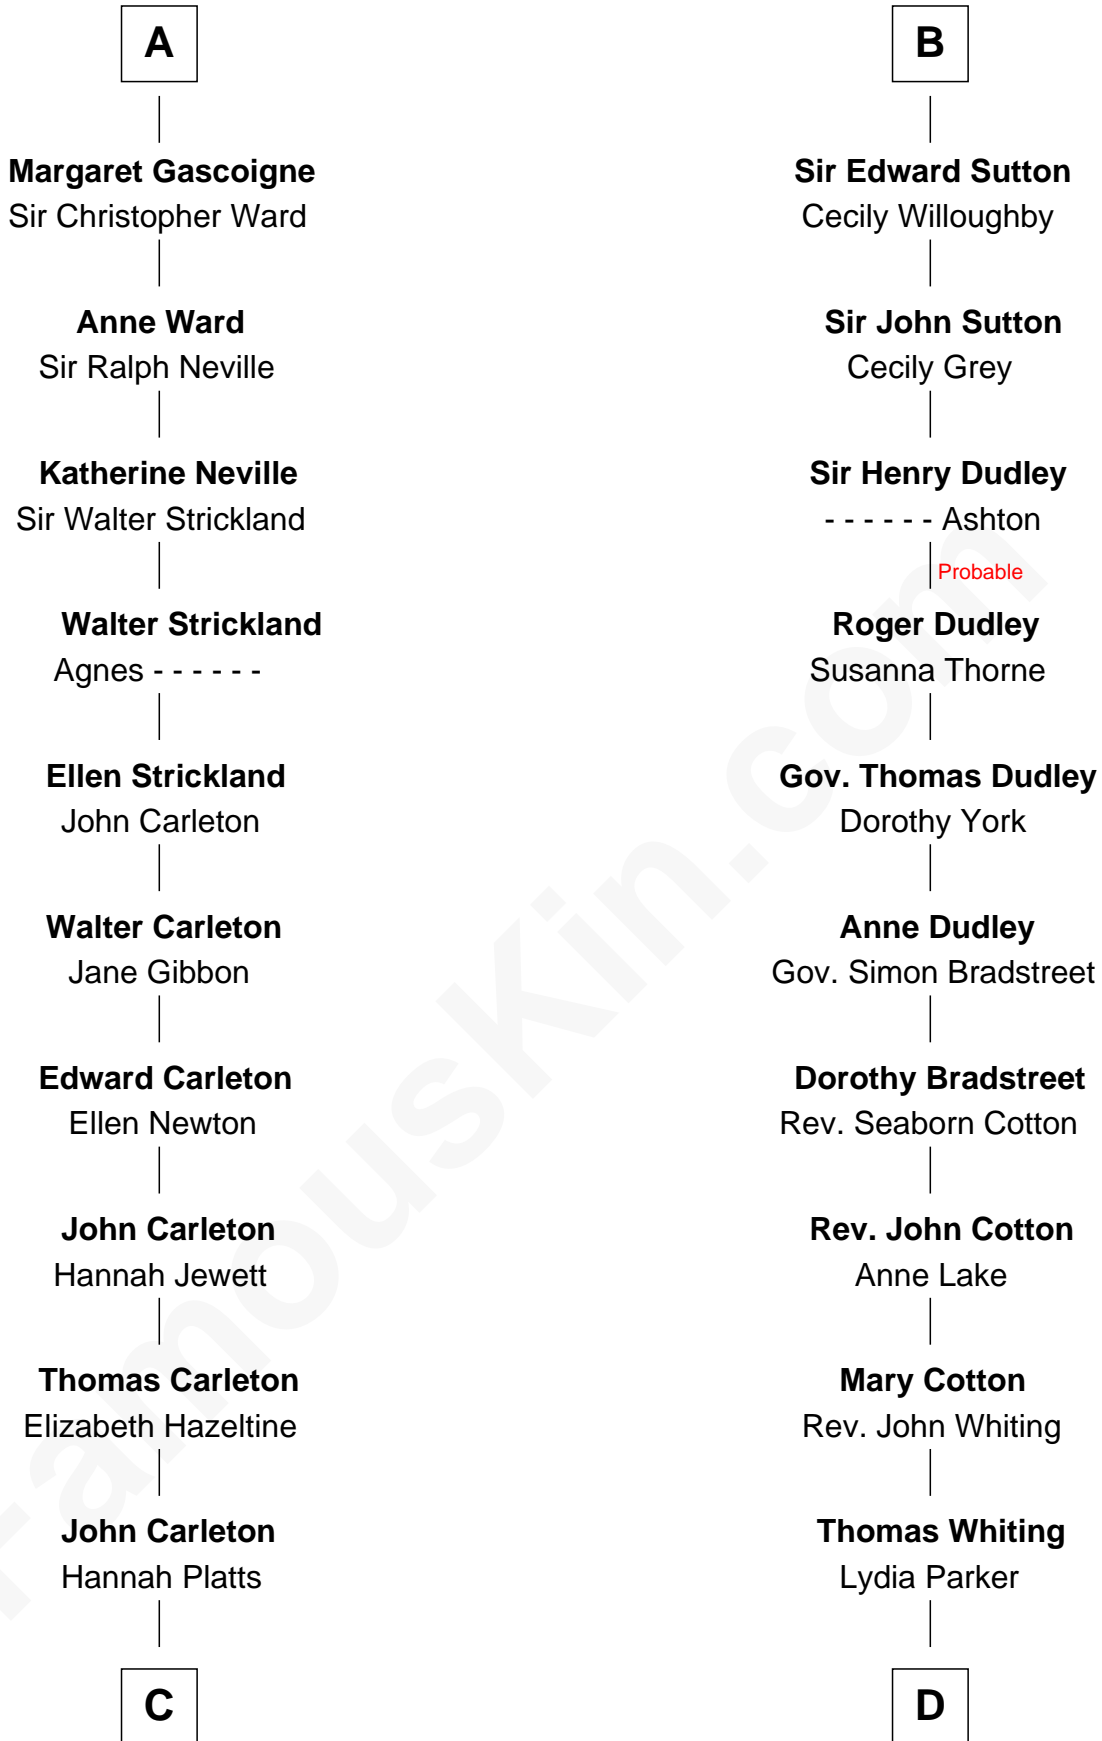 A
Margaret Gascoigne
Sir Christopher Ward
Anne Ward
Sir Ralph Neville
Katherine Neville
Sir Walter Strickland
Walter Strickland
Agnes - - - - - -
Ellen Strickland
John Carleton
Walter Carleton
Jane Gibbon
Edward Carleton
Ellen Newton
John Carleton
Hannah Jewett
Thomas Carleton
Elizabeth Hazeltine
John Carleton
Hannah Platts
C
B
Sir Edward Sutton
Cecily Willoughby
Sir John Sutton
Cecily Grey
Sir Henry Dudley
- - - - - - Ashton
Probable
Roger Dudley
Susanna Thorne
Gov. Thomas Dudley
Dorothy York
Anne Dudley
Gov. Simon Bradstreet
Dorothy Bradstreet
Rev. Seaborn Cotton
Rev. John Cotton
Anne Lake
Mary Cotton
Rev. John Whiting
Thomas Whiting
Lydia Parker
D
FamousKin.com